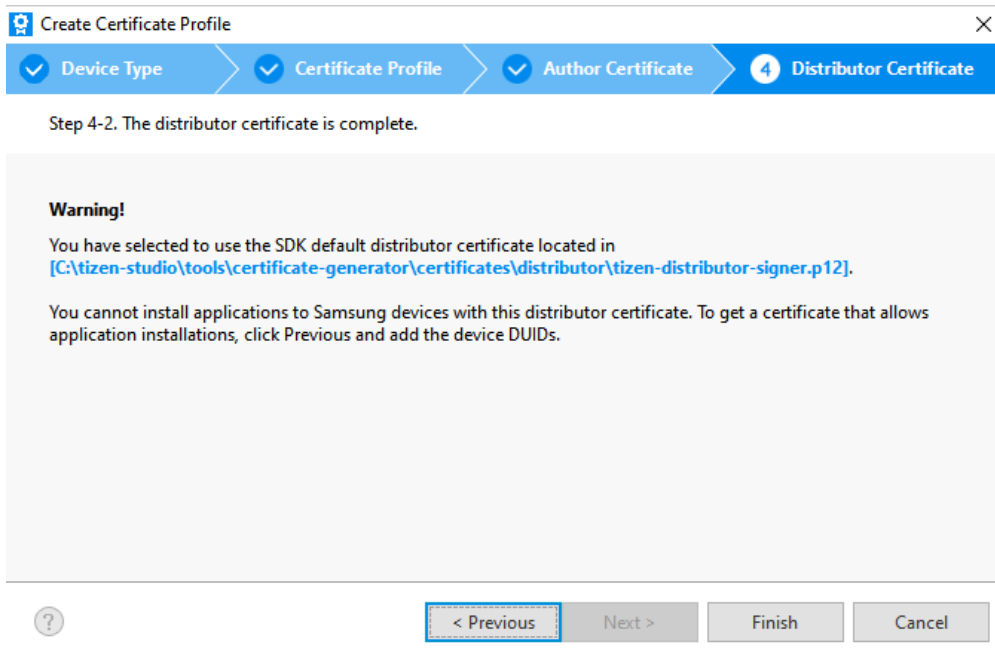 Create Certificate Profile
Device Type
Certificate Profile
Author Certificate
4 Distributor Certificate
Step 4-2. The distributor certificate is complete.
Warning!
You have selected to use the SDK default distributor certificate located in
[C:\tizen-studio\tools\certificate-generator\certificates\distributor\tizen-distributor-signer.p12].
You cannot install applications to Samsung devices with this distributor certificate. To get a certificate that allows
application installations, click Previous and add the device DUIDs.
?
< Previous
Next >
Finish
Cancel